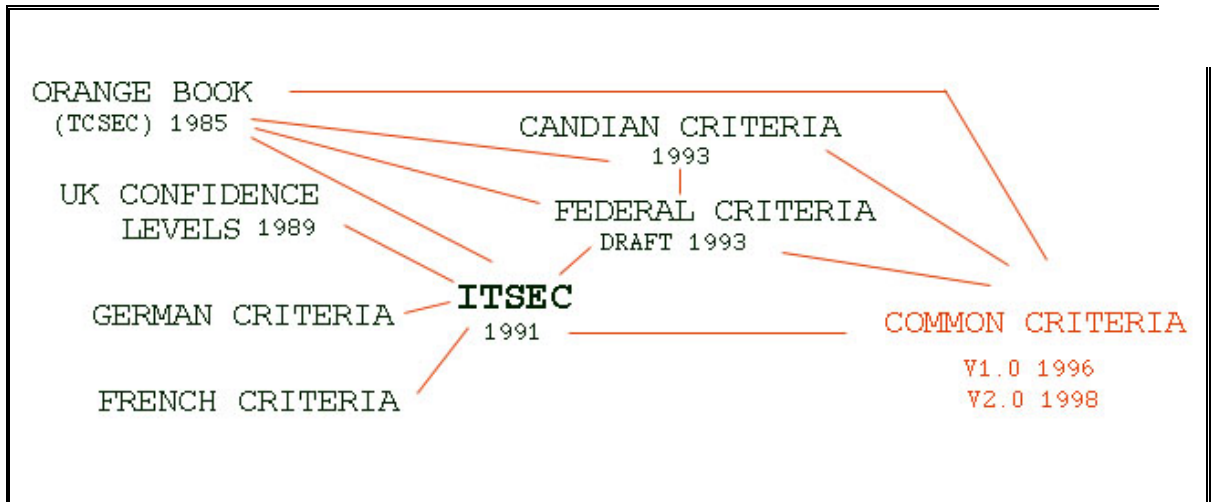 ORANGE BOOK
(TCSEC) 1985
CANDIAN CRITERIA
1993
UK CONFIDENCE
LEVELS 1989
FEDERAL CRITERIA
DRAFT 1993
ITSEC
1991
GERMAN CRITERIA
FRENCH CRITERIA
COMMON CRITERIA
V1.0 1996
V2.0 1998